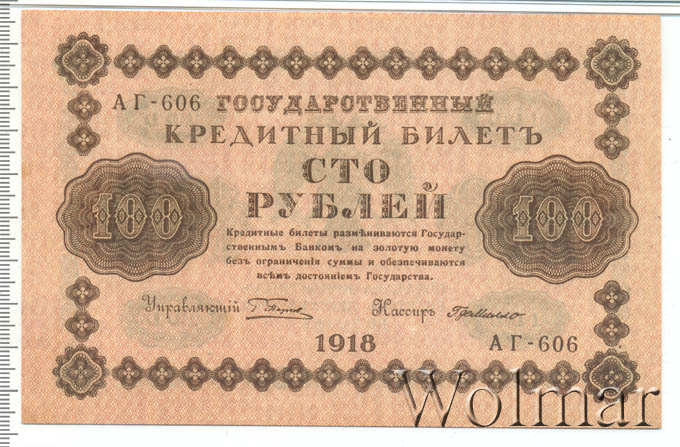 АГ-606 ГОСУДАРСТВЕННЫЙ
КРЕДИТНЫЙ БИЛЕТЪ
СТО
РУБЛЕЙ
100 100
Кредитные билеты размѣниваются Государ-
ственнымъ Банкомъ на золотую монету
безъ ограниченія суммы и обезпечиваются
всѣмъ достояніемъ Государства.
Управляющій Кассиръ
1918
АГ-606
Wolmar